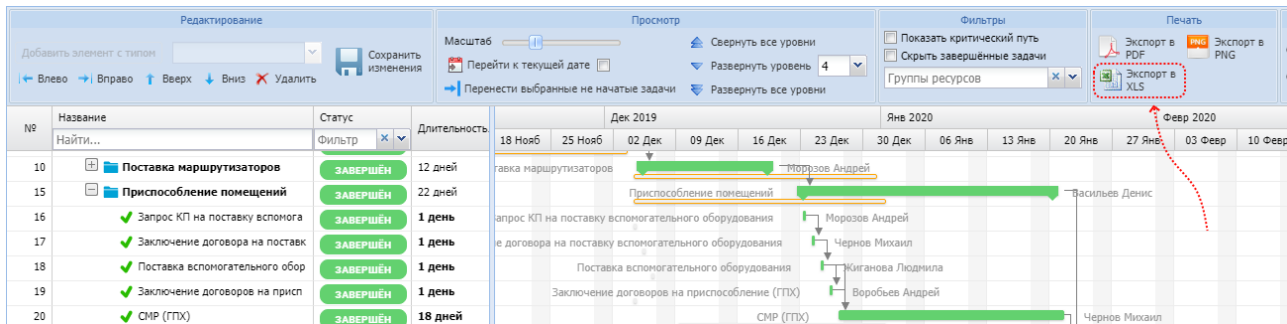 Редактирование
Просмотр
Фильтры
Печать
Добавить элемент с типом
Сохранить изменения
Влево Вправо Вверх Вниз Удалить
Масштаб
Перейти к текущей дате
Перенести выбранные не начатые задачи
Свернуть все уровни
Развернуть уровень 4
Развернуть все уровни
Показать критический путь
Скрыть завершённые задачи
Группы ресурсов
Экспорт в PDF
PNG Экспорт в PNG
Экспорт в XLS
№ Название Статус Длительность
Найти... Фильтр
Дек 2019 Янв 2020 Февр 2020
18 Нояб 25 Нояб 02 Дек 09 Дек 16 Дек 23 Дек 30 Дек 06 Янв 13 Янв 20 Янв 27 Янв 03 Февр 10 Февр
10 Поставка маршрутизаторов ЗАВЕРШЁН 12 дней тавка маршрутизаторов Морозов Андрей
15 Приспособление помещений ЗАВЕРШЁН 22 дней Приспособление помещений Васильев Денис
16 Запрос КП на поставку вспомога ЗАВЕРШЁН 1 день Запрос КП на поставку вспомогательного оборудования Морозов Андрей
17 Заключение договора на поставк ЗАВЕРШЁН 1 день е договора на поставку вспомогательного оборудования Чернов Михаил
18 Поставка вспомогательного обор ЗАВЕРШЁН 1 день Поставка вспомогательного оборудования Жиганова Людмила
19 Заключение договоров на присп ЗАВЕРШЁН 1 день Заключение договоров на приспособление (ГПХ) Воробьев Андрей
20 СМР (ГПХ) ЗАВЕРШЁН 18 дней СМР (ГПХ) Чернов Михаил